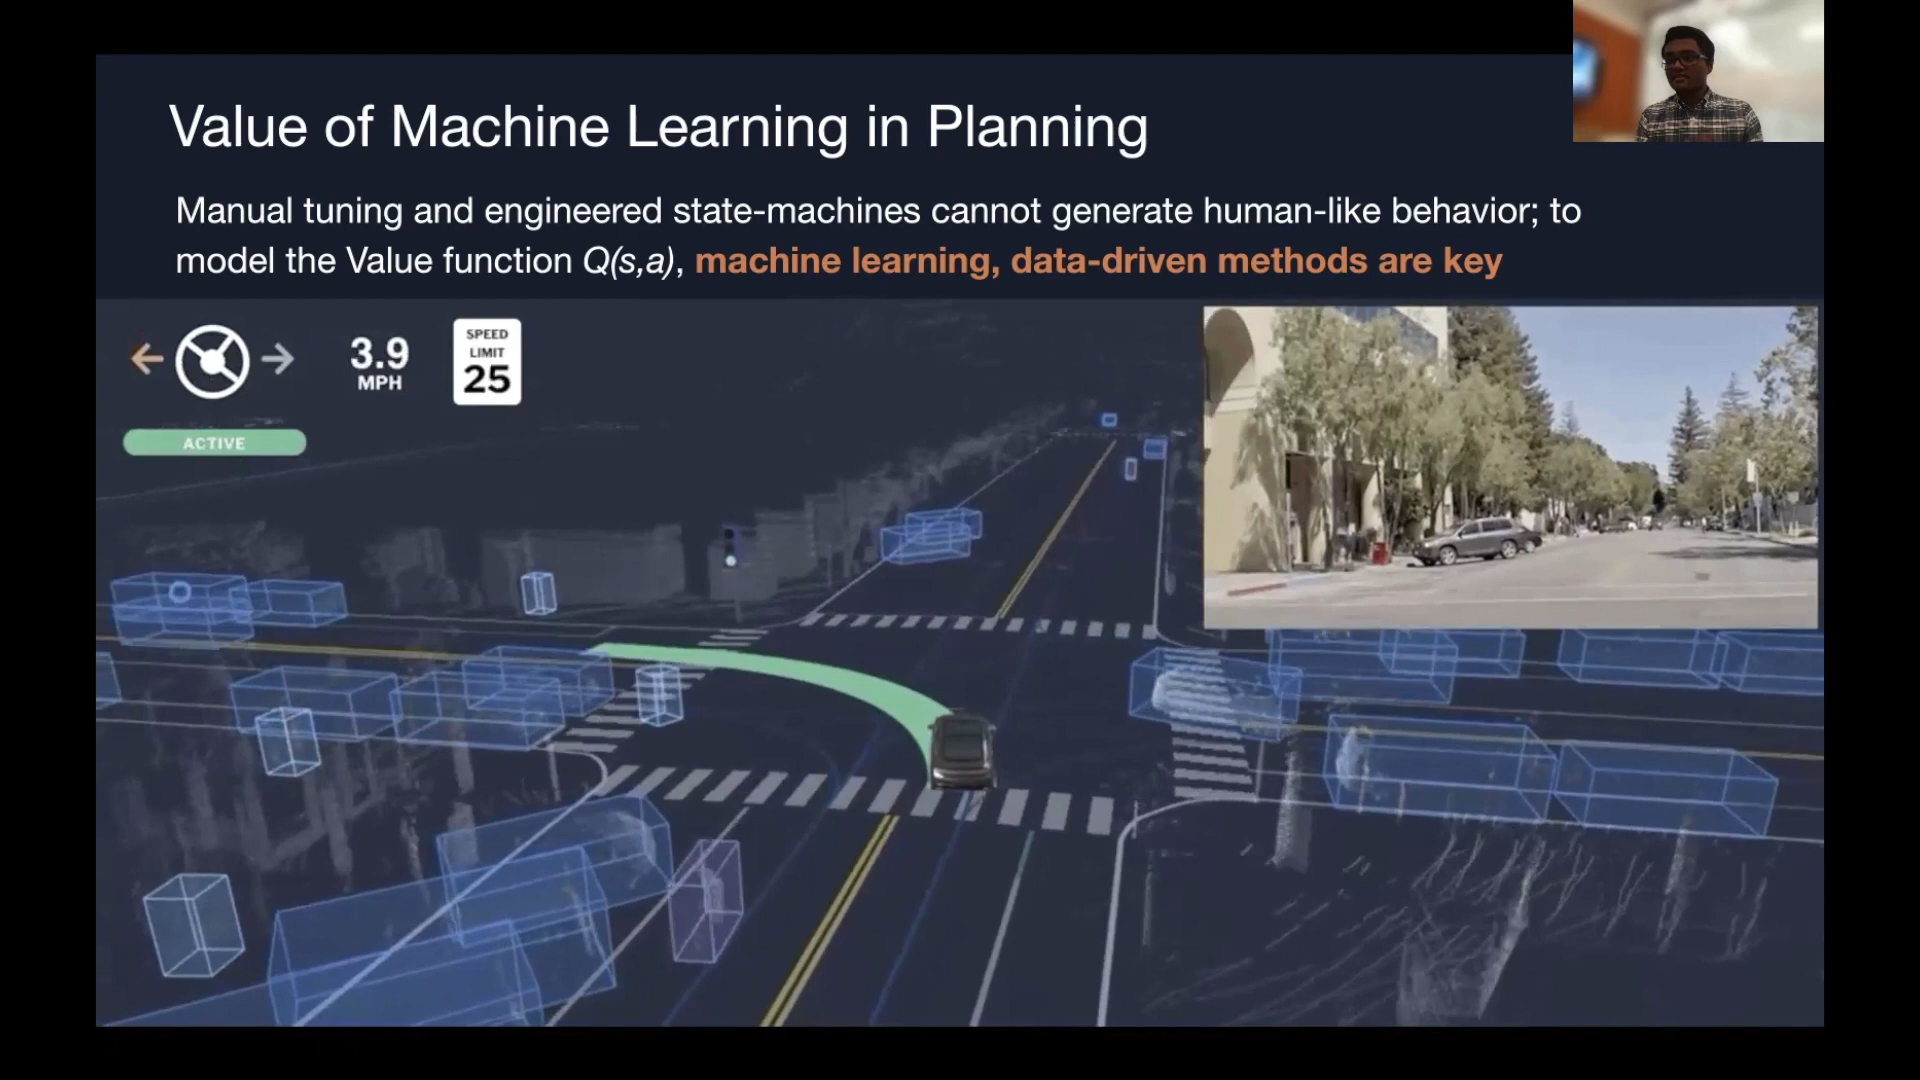 Value of Machine Learning in Planning
Manual tuning and engineered state-machines cannot generate human-like behavior; to
model the Value function Q(s,a), machine learning, data-driven methods are key
3.9
MPH
SPEED
LIMIT
25
ACTIVE